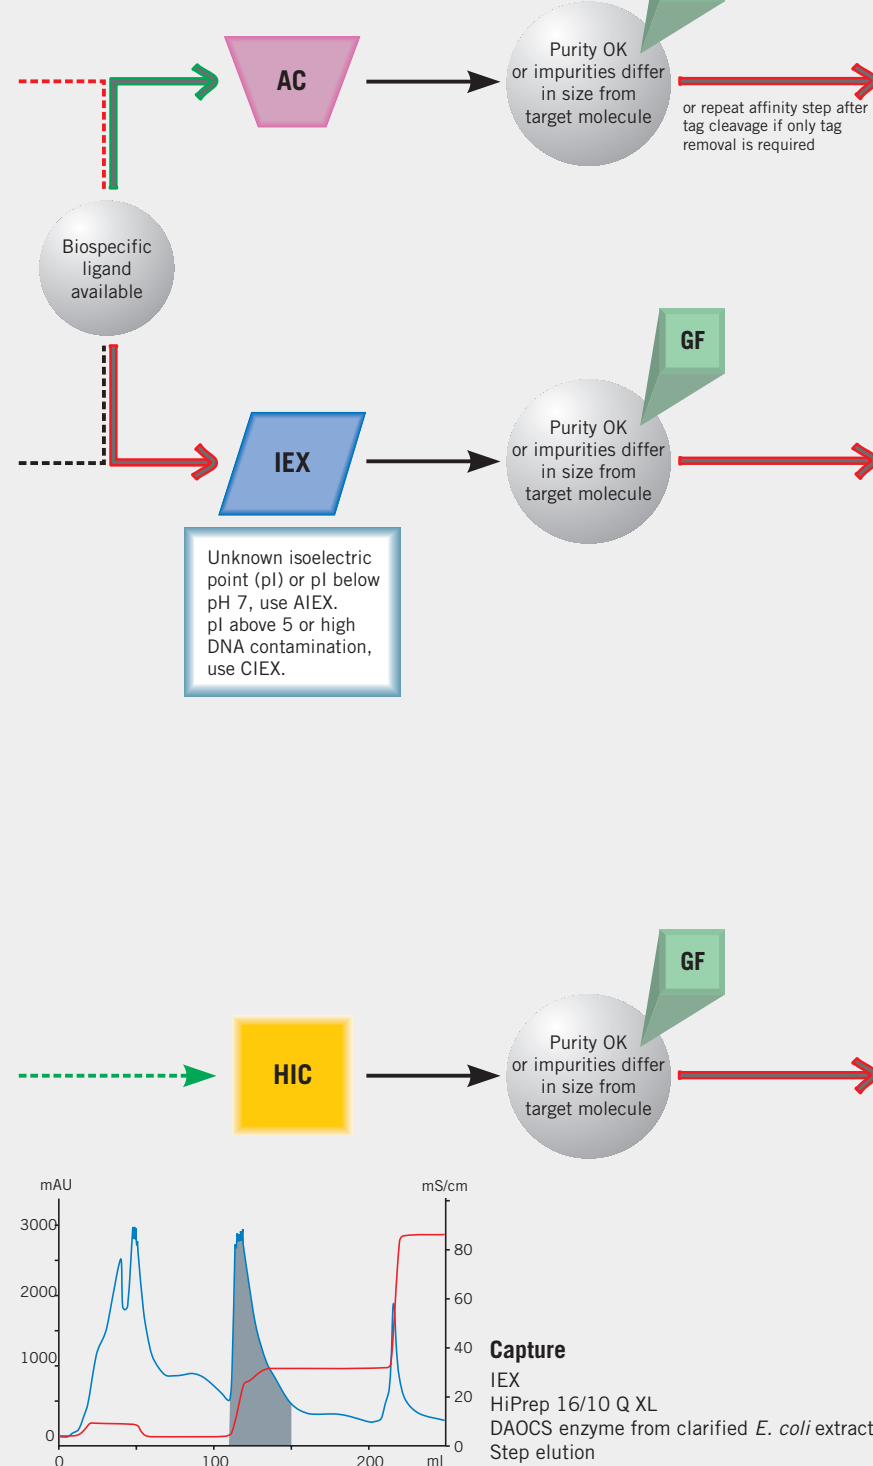 AC
Purity OK
or impurities differ
in size from
target molecule
or repeat affinity step after
tag cleavage if only tag
removal is required
Biospecific
ligand
available
GF
IEX
Purity OK
or impurities differ
in size from
target molecule
Unknown isoelectric
point (pI) or pI below
pH 7, use AIEX.
pI above 5 or high
DNA contamination,
use CIEX.
GF
HIC
Purity OK
or impurities differ
in size from
target molecule
mAU
mS/cm
3000
2000
1000
0
80
60
40
20
0
0
100
200
ml
Capture
IEX
HiPrep 16/10 Q XL
DAOCS enzyme from clarified E. coli extract
Step elution